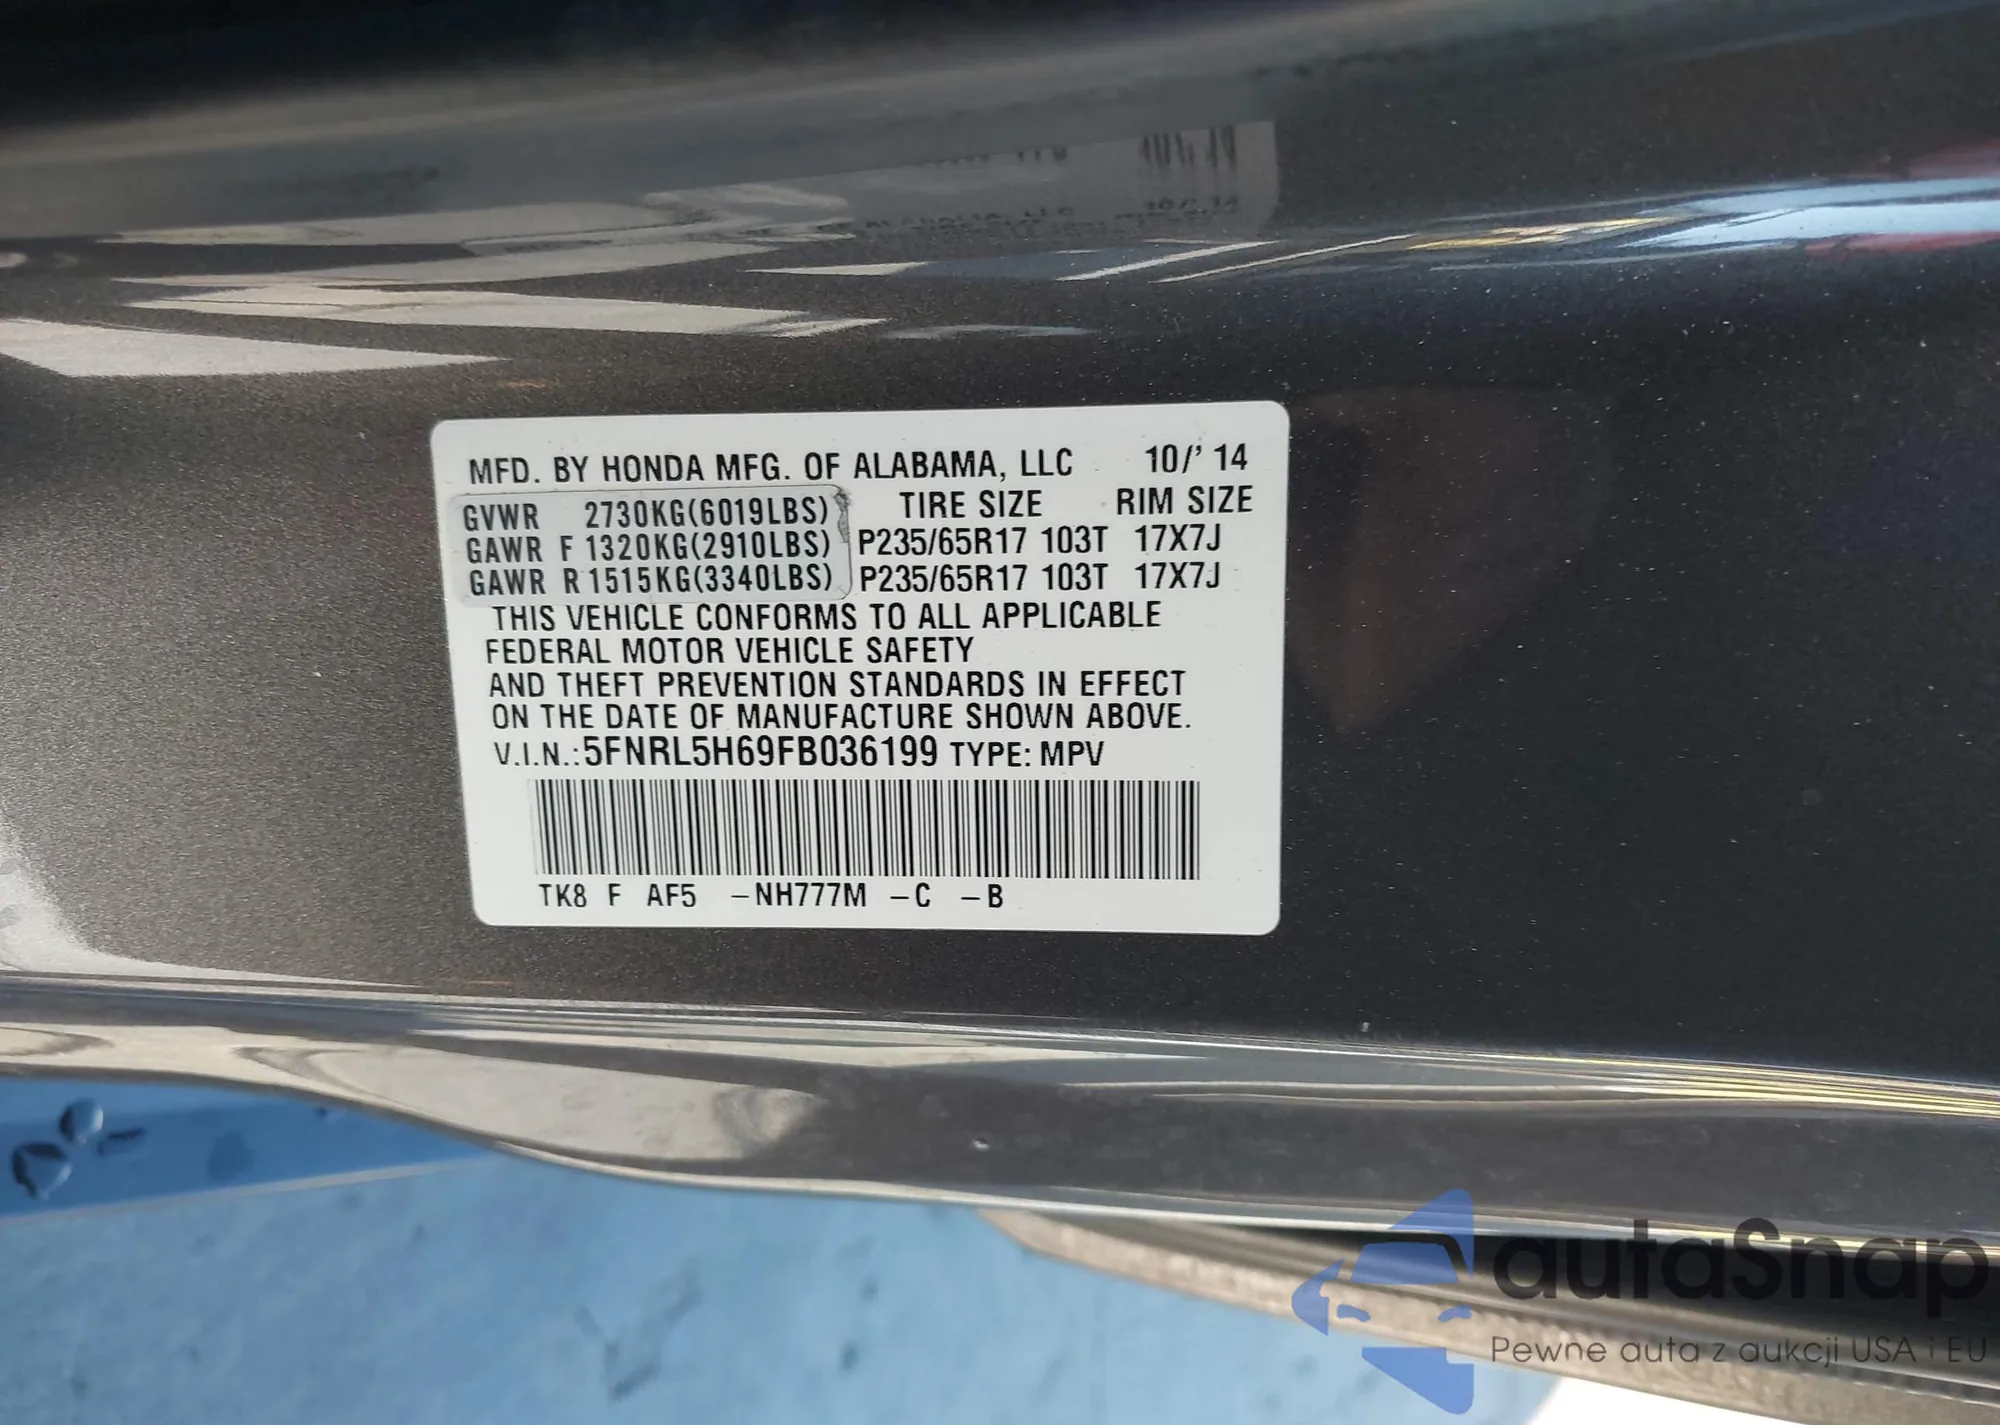 MFD. BY HONDA MFG. OF ALABAMA, LLC 10/' 14
GVWR 2730KG(6019LBS) TIRE SIZE RIM SIZE
GAWR F 1320KG(2910LBS) P235/65R17 103T 17X7J
GAWR R 1515KG(3340LBS) P235/65R17 103T 17X7J
THIS VEHICLE CONFORMS TO ALL APPLICABLE
FEDERAL MOTOR VEHICLE SAFETY
AND THEFT PREVENTION STANDARDS IN EFFECT
ON THE DATE OF MANUFACTURE SHOWN ABOVE.
V.I.N.:5FNRL5H69FB036199 TYPE: MPV
TK8 F AF5 -NH777M -C -B
autaSnap
Pewne auta z aukcji USA i EU